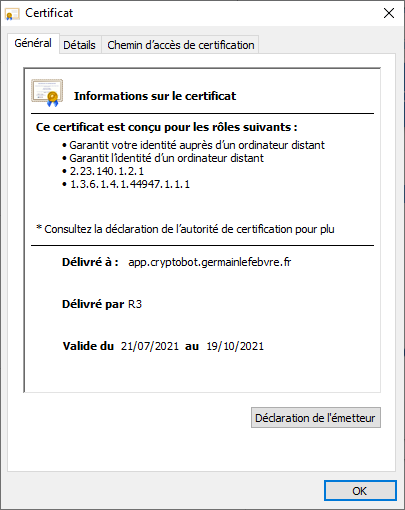 Certificat
Général Détails Chemin d’accès de certification
Informations sur le certificat
Ce certificat est conçu pour les rôles suivants :
• Garantit votre identité auprès d’un ordinateur distant
• Garantit l’identité d’un ordinateur distant
• 2.23.140.1.2.1
• 1.3.6.1.4.1.44947.1.1.1
* Consultez la déclaration de l’autorité de certification pour plu
Délivré à : app.cryptobot.germainlefebvre.fr
Délivré par R3
Valide du 21/07/2021 au 19/10/2021
Déclaration de l'émetteur
OK